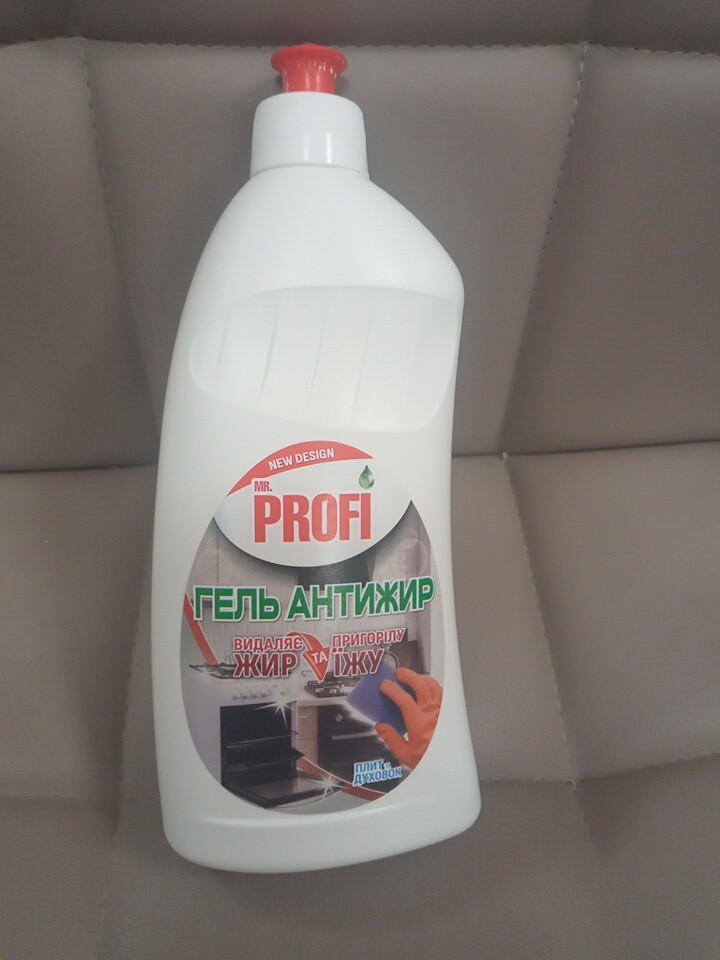 NEW DESIGN
MR.
PROFI
ГЕЛЬ АНТИЖИР
ВИДАЛЯЄ ЖИР
ТА
ПРИГОРІЛУ ЇЖУ
ПЛИТ
ДУХОВОК